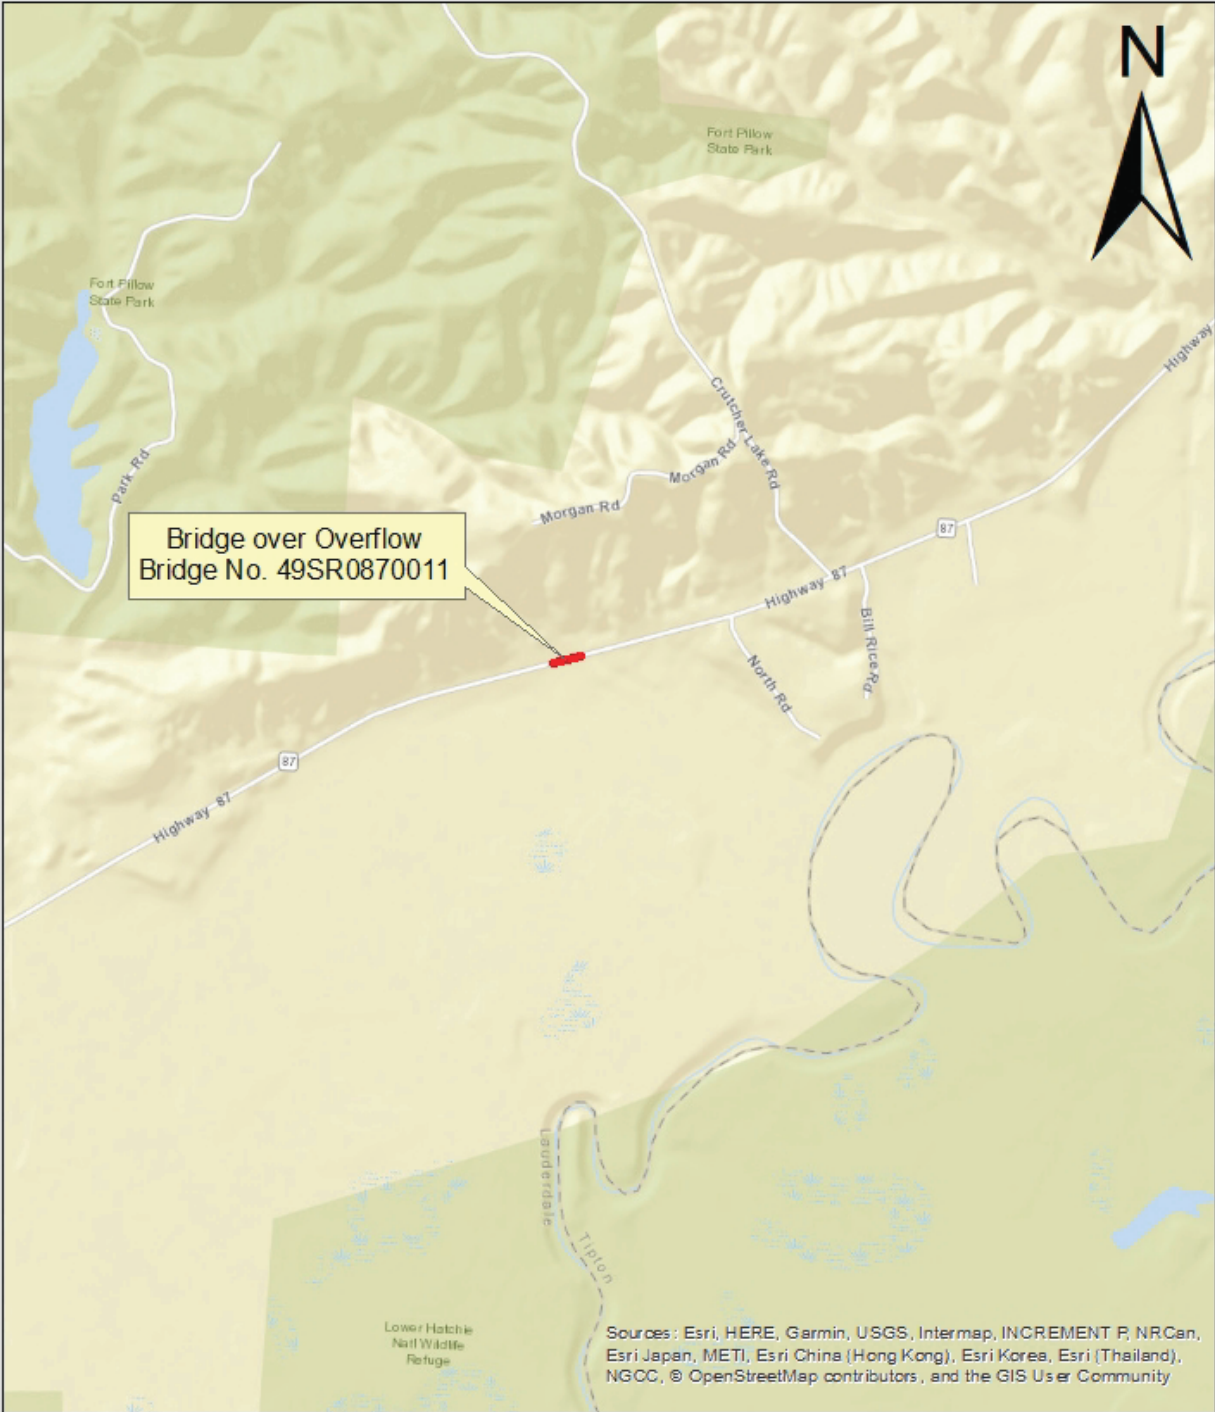 N
Fort Pillow
State Park
Fort Pillow
State Park
Highway
Crutcher Lake Rd
Morgan Rd
Morgan Rd
Park Rd
87
Bridge over Overflow
Bridge No. 49SR0870011
Highway 87
Bill Rice Rd
North Rd
87
Highway 87
Lauderdale
Tipton
Lower Hatchie
Natl Wildlife
Refuge
Sources: Esri, HERE, Garmin, USGS, Intermap, INCREMENT P, NRCan,
Esri Japan, METI, Esri China (Hong Kong), Esri Korea, Esri (Thailand),
NGCC, © OpenStreetMap contributors, and the GIS User Community